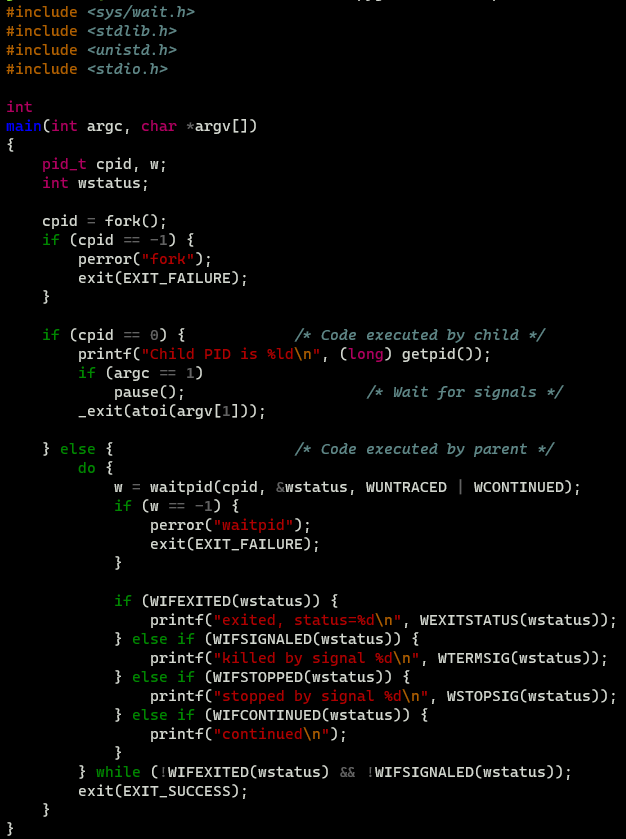 #include <sys/wait.h>
#include <stdlib.h>
#include <unistd.h>
#include <stdio.h>

int
main(int argc, char *argv[])
{
    pid_t cpid, w;
    int wstatus;

    cpid = fork();
    if (cpid == -1) {
        perror("fork");
        exit(EXIT_FAILURE);
    }

    if (cpid == 0) {            /* Code executed by child */
        printf("Child PID is %ld\n", (long) getpid());
        if (argc == 1)
            pause();                    /* Wait for signals */
        _exit(atoi(argv[1]));

    } else {                    /* Code executed by parent */
        do {
            w = waitpid(cpid, &wstatus, WUNTRACED | WCONTINUED);
            if (w == -1) {
                perror("waitpid");
                exit(EXIT_FAILURE);
            }

            if (WIFEXITED(wstatus)) {
                printf("exited, status=%d\n", WEXITSTATUS(wstatus));
            } else if (WIFSIGNALED(wstatus)) {
                printf("killed by signal %d\n", WTERMSIG(wstatus));
            } else if (WIFSTOPPED(wstatus)) {
                printf("stopped by signal %d\n", WSTOPSIG(wstatus));
            } else if (WIFCONTINUED(wstatus)) {
                printf("continued\n");
            }
        } while (!WIFEXITED(wstatus) && !WIFSIGNALED(wstatus));
        exit(EXIT_SUCCESS);
    }
}